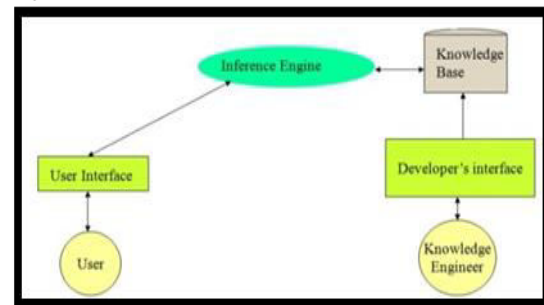 Inference Engine
Knowledge
Base
User Interface
Developer's interface
User
Knowledge
Engineer